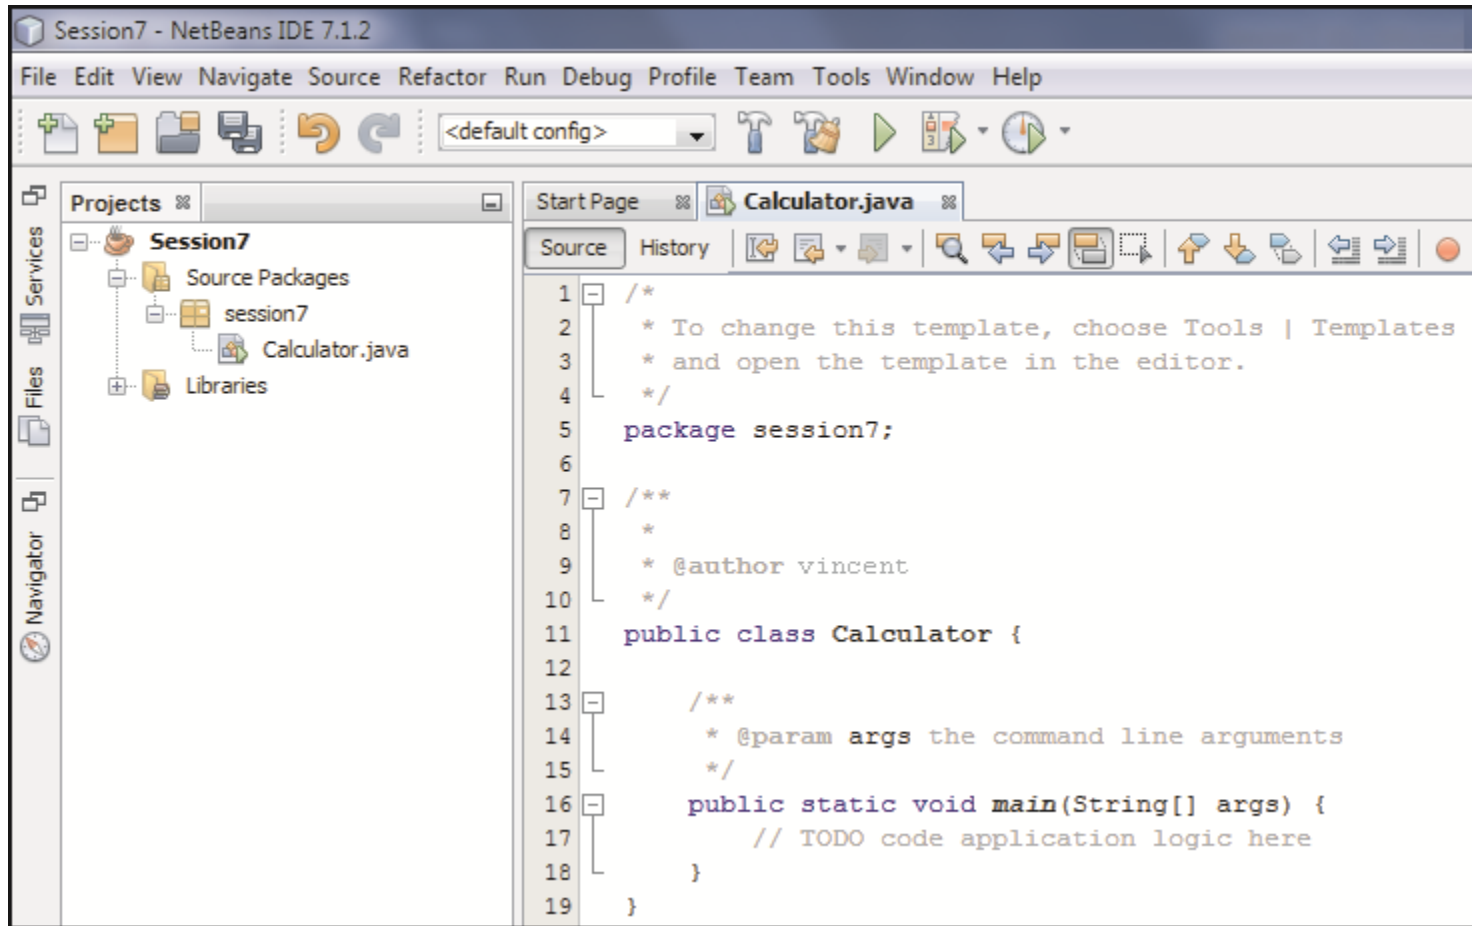 Session7 - NetBeans IDE 7.1.2
File Edit View Navigate Source Refactor Run Debug Profile Team Tools Window Help
<default config>
Services
Files
Navigator
Projects
Session7
Source Packages
session7
Calculator.java
Libraries
Start Page Calculator.java
Source History
1 /*
2 * To change this template, choose Tools | Templates
3 * and open the template in the editor.
4 */
5 package session7;
6
7 /**
8 *
9 * @author vincent
10 */
11 public class Calculator {
12
13 /**
14 * @param args the command line arguments
15 */
16 public static void main(String[] args) {
17 // TODO code application logic here
18 }
19 }